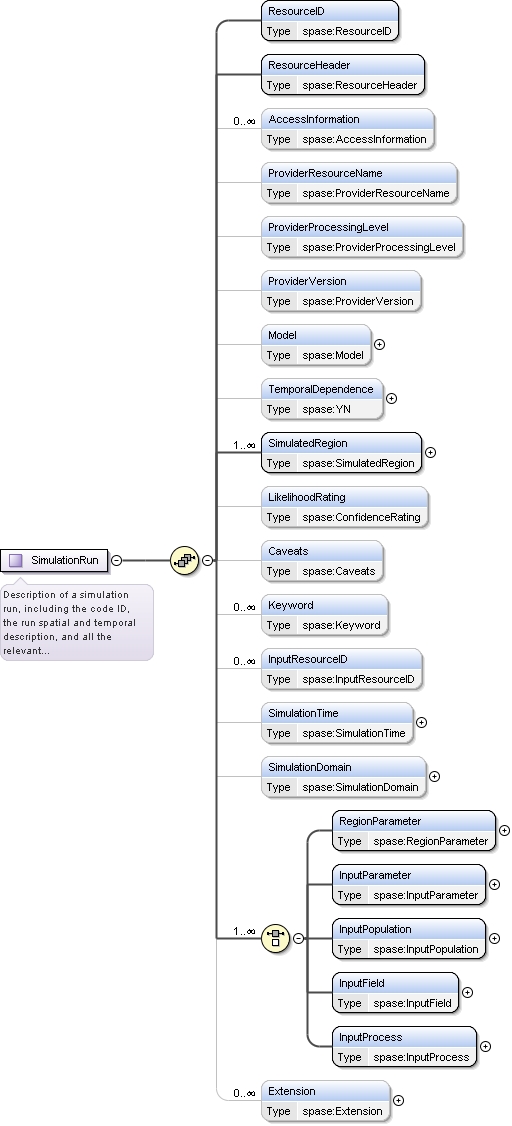 ResourceID
Type spase:ResourceID
ResourceHeader
Type spase:ResourceHeader
0..∞
AccessInformation
Type spase:AccessInformation
ProviderResourceName
Type spase:ProviderResourceName
ProviderProcessingLevel
Type spase:ProviderProcessingLevel
ProviderVersion
Type spase:ProviderVersion
Model
Type spase:Model
TemporalDependence
Type spase:YN
1..∞
SimulatedRegion
Type spase:SimulatedRegion
LikelihoodRating
Type spase:ConfidenceRating
SimulationRun
Description of a simulation
run, including the code ID,
the run spatial and temporal
description, and all the
relevant...
Caveats
Type spase:Caveats
0..∞
Keyword
Type spase:Keyword
0..∞
InputResourceID
Type spase:InputResourceID
SimulationTime
Type spase:SimulationTime
SimulationDomain
Type spase:SimulationDomain
1..∞
RegionParameter
Type spase:RegionParameter
InputParameter
Type spase:InputParameter
InputPopulation
Type spase:InputPopulation
InputField
Type spase:InputField
InputProcess
Type spase:InputProcess
0..∞
Extension
Type spase:Extension